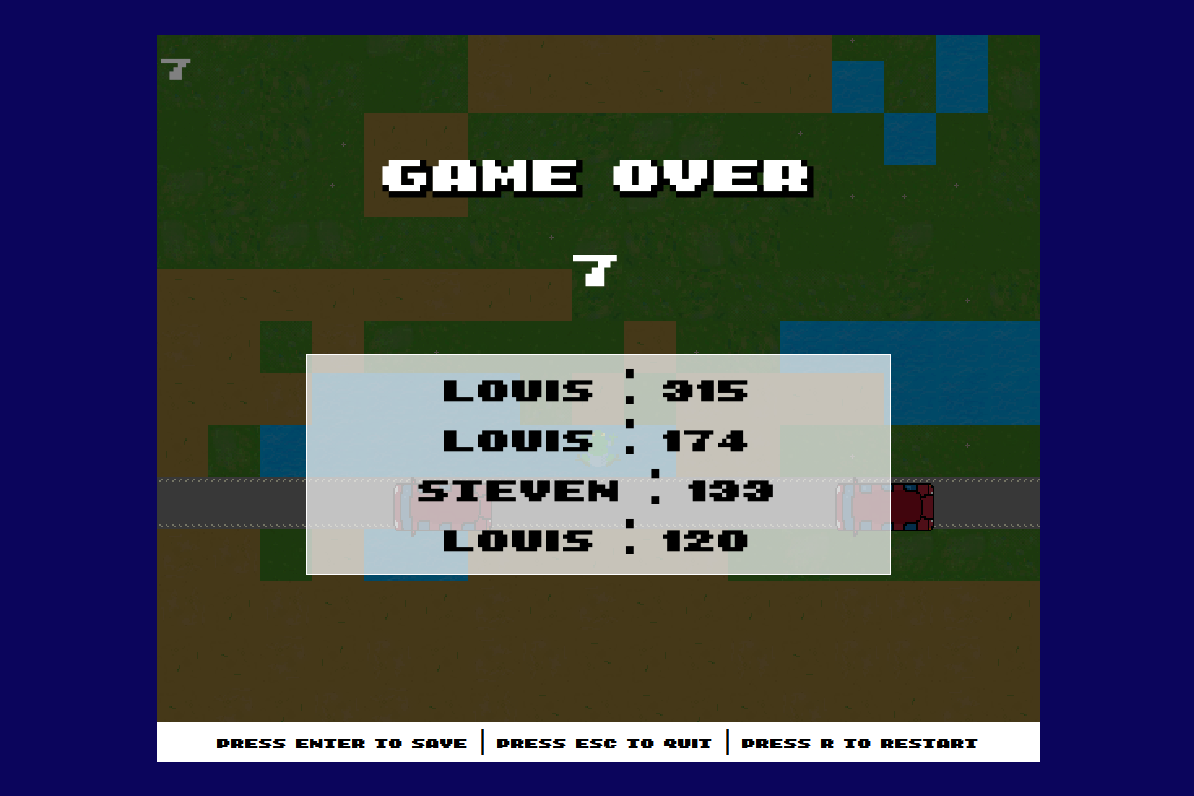 7
GAME OVER
7
LOUIS : 315
LOUIS : 174
STEVEN : 133
LOUIS : 120
PRESS ENTER TO SAVE | PRESS ESC TO QUIT | PRESS R TO RESTART